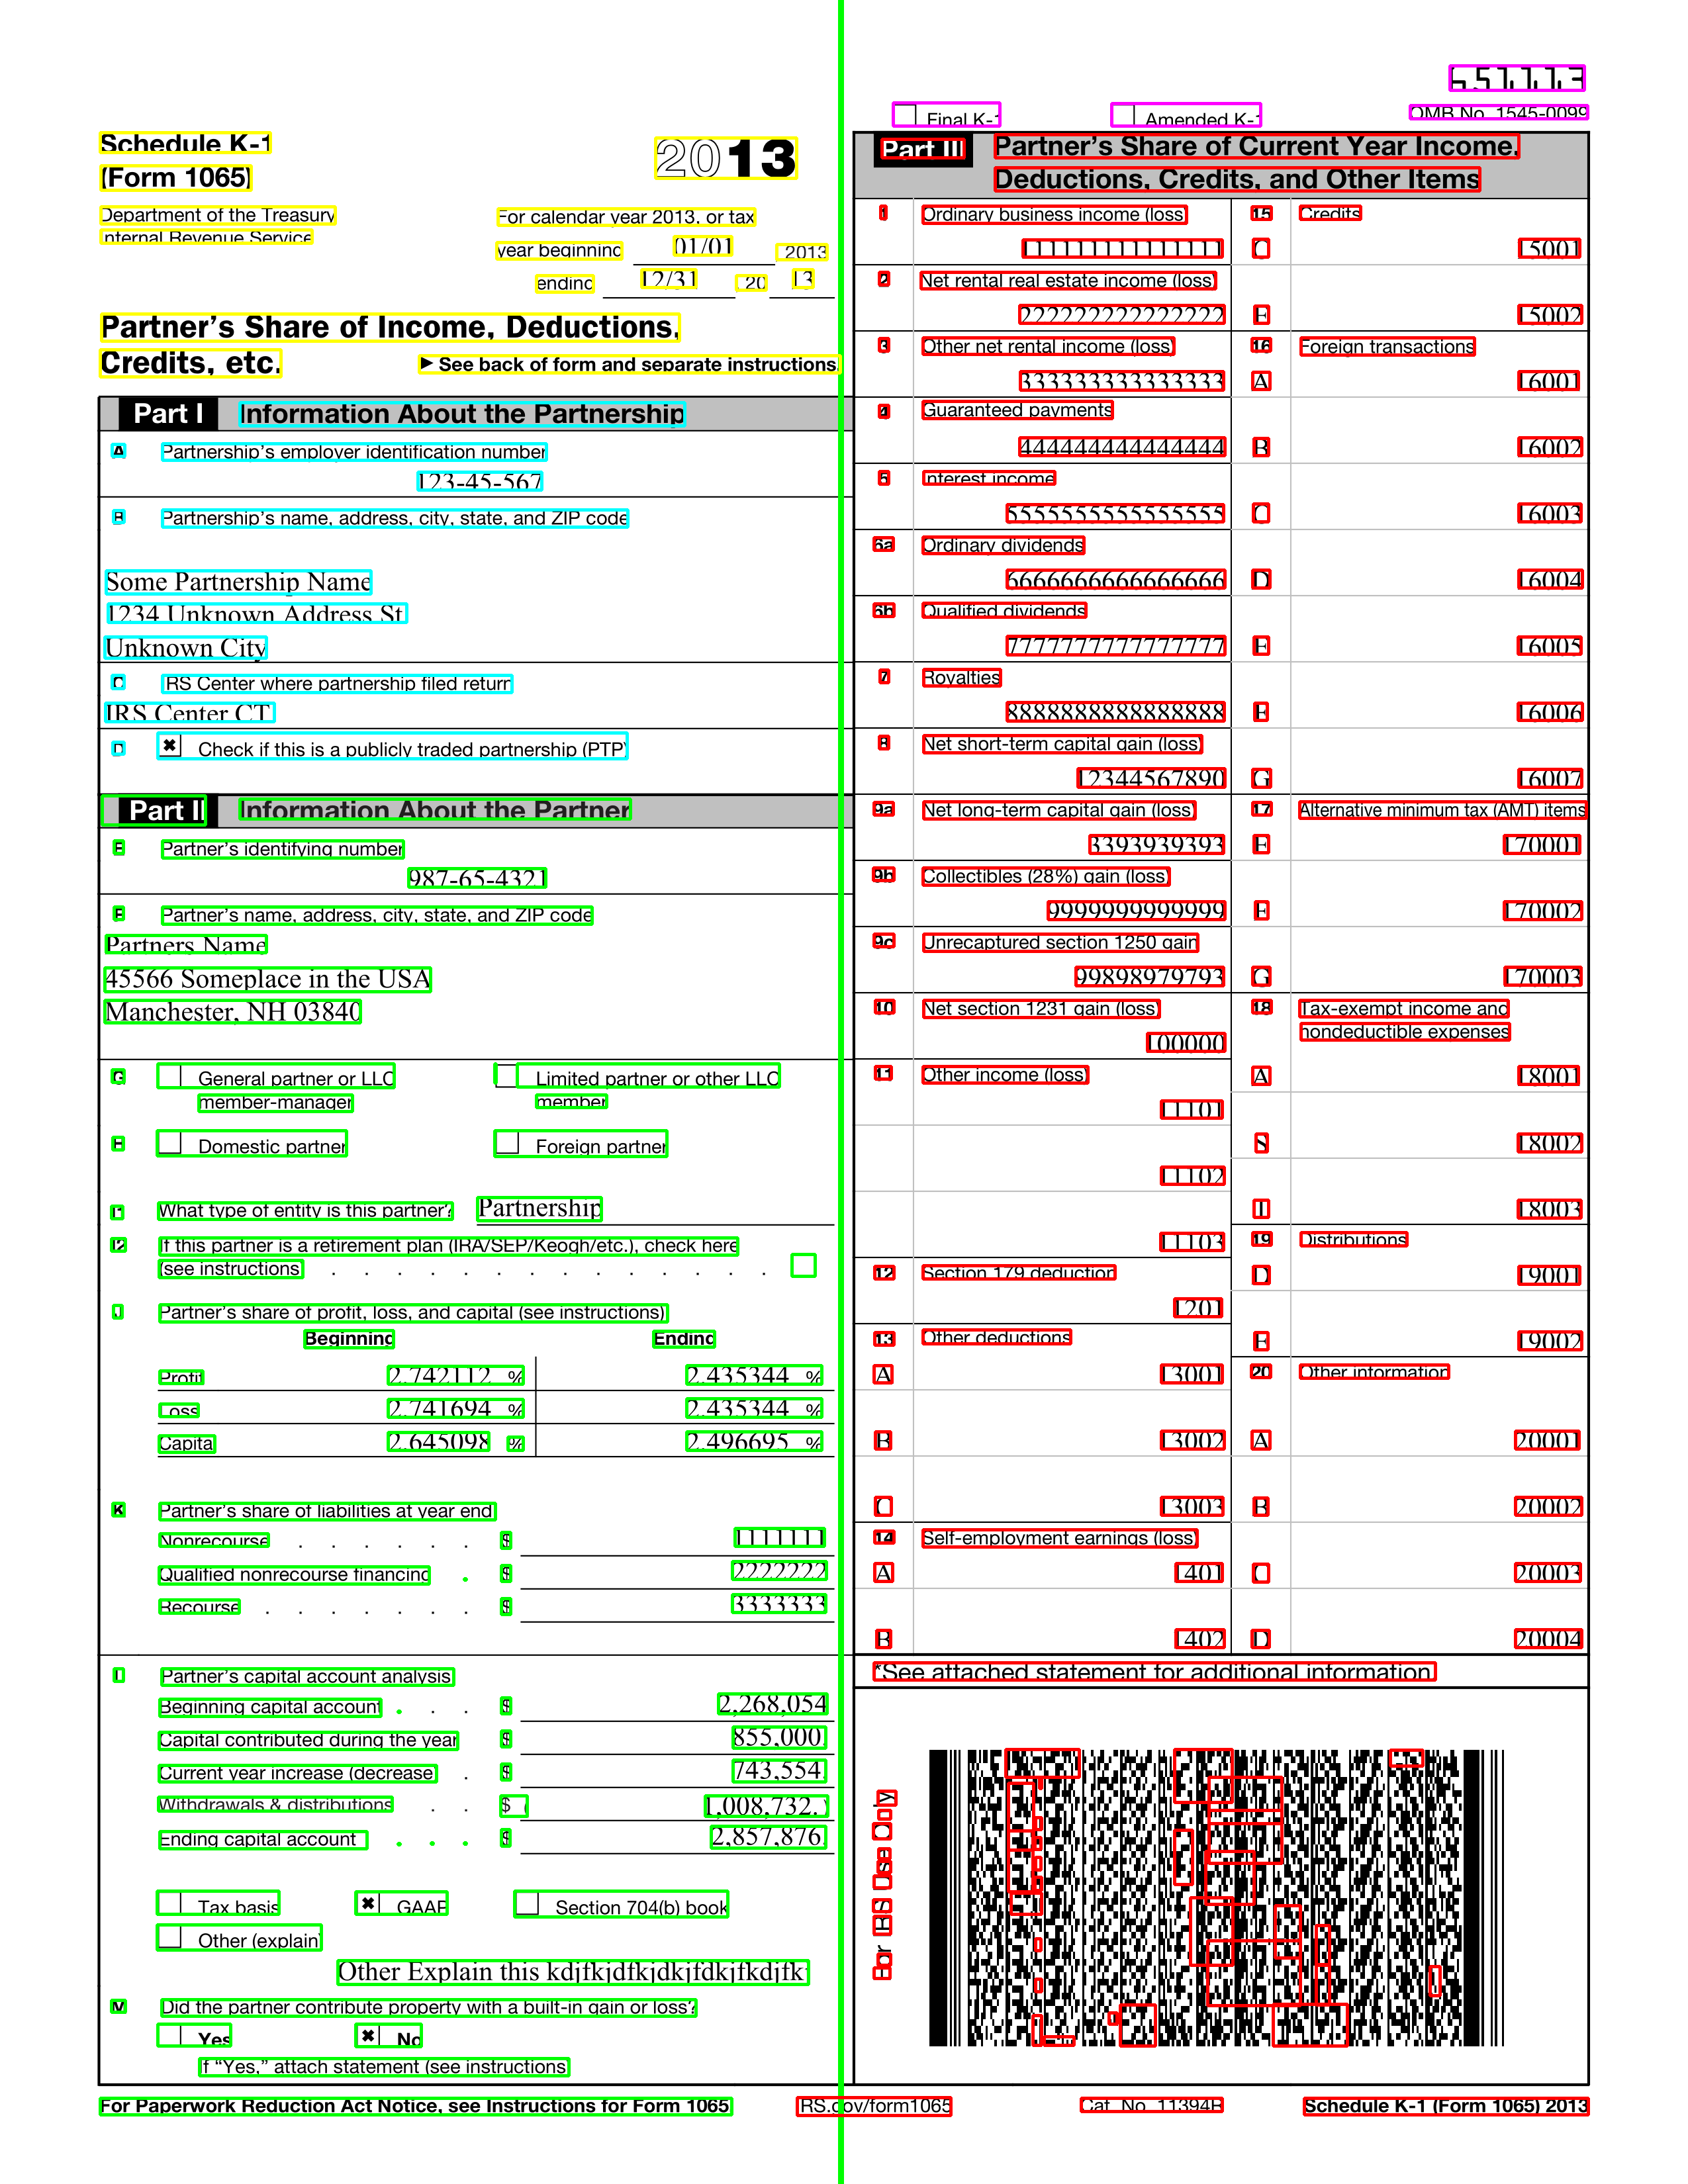 651113
Final K-1 Amended K-1 OMB No. 1545-0099
Schedule K-1
(Form 1065)
2013
Department of the Treasury
Internal Revenue Service
For calendar year 2013, or tax
year beginning 01/01 , 2013
ending 12/31 , 20 13
Partner's Share of Income, Deductions,
Credits, etc. ► See back of form and separate instructions.
Part I Information About the Partnership
A Partnership's employer identification number
123-45-567
B Partnership's name, address, city, state, and ZIP code
Some Partnership Name
1234 Unknown Address St.
Unknown City
C IRS Center where partnership filed return
IRS Center CT
D ✖ Check if this is a publicly traded partnership (PTP)
Part II Information About the Partner
E Partner's identifying number
987-65-4321
F Partner's name, address, city, state, and ZIP code
Partners Name
45566 Someplace in the USA
Manchester, NH 03840
G General partner or LLC Limited partner or other LLC
member-manager member
H Domestic partner Foreign partner
I1 What type of entity is this partner? Partnership
I2 If this partner is a retirement plan (IRA/SEP/Keogh/etc.), check here
(see instructions) . . . . . . . . . . . . . .
J Partner's share of profit, loss, and capital (see instructions)
Beginning Ending
Profit 2.742112 % 2.435344 %
Loss 2.741694 % 2.435344 %
Capital 2.645098 % 2.496695 %
K Partner's share of liabilities at year end
Nonrecourse . . . . . . $ 1111111
Qualified nonrecourse financing . $ 2222222
Recourse . . . . . . . $ 3333333
L Partner's capital account analysis
Beginning capital account . . . $ 2,268,054
Capital contributed during the year $ 855,000.
Current year increase (decrease) . $ 743,554.
Withdrawals & distributions . . $ ( 1,008,732. )
Ending capital account . . . $ 2,857,876.
Tax basis ✖ GAAP Section 704(b) book
Other (explain)
Other Explain this kdjfkjdfkjdkjfdkjfkdjfk
M Did the partner contribute property with a built-in gain or loss?
Yes ✖ No
If “Yes,” attach statement (see instructions)
Part III Partner's Share of Current Year Income,
Deductions, Credits, and Other Items
1 Ordinary business income (loss)
111111111111111
2 Net rental real estate income (loss)
222222222222222
3 Other net rental income (loss)
333333333333333
4 Guaranteed payments
444444444444444
5 Interest income
5555555555555555
6a Ordinary dividends
6666666666666666
6b Qualified dividends
7777777777777777
7 Royalties
8888888888888888
8 Net short-term capital gain (loss)
12344567890
9a Net long-term capital gain (loss)
3393939393
9b Collectibles (28%) gain (loss)
9999999999999
9c Unrecaptured section 1250 gain
99898979793
10 Net section 1231 gain (loss)
100000
11 Other income (loss)
11101
11102
11103
12 Section 179 deduction
1201
13 Other deductions
A 13001
B 13002
C 13003
14 Self-employment earnings (loss)
A 1401
B 1402
15 Credits
C 15001
E 15002
16 Foreign transactions
A 16001
B 16002
C 16003
D 16004
E 16005
F 16006
G 16007
17 Alternative minimum tax (AMT) items
E 170001
F 170002
G 170003
18 Tax-exempt income and
nondeductible expenses
A 18001
S 18002
T 18003
19 Distributions
D 19001
E 19002
20 Other information
A 20001
B 20002
C 20003
D 20004
*See attached statement for additional information.
For IRS Use Only
For Paperwork Reduction Act Notice, see Instructions for Form 1065. IRS.gov/form1065 Cat. No. 11394R Schedule K-1 (Form 1065) 2013